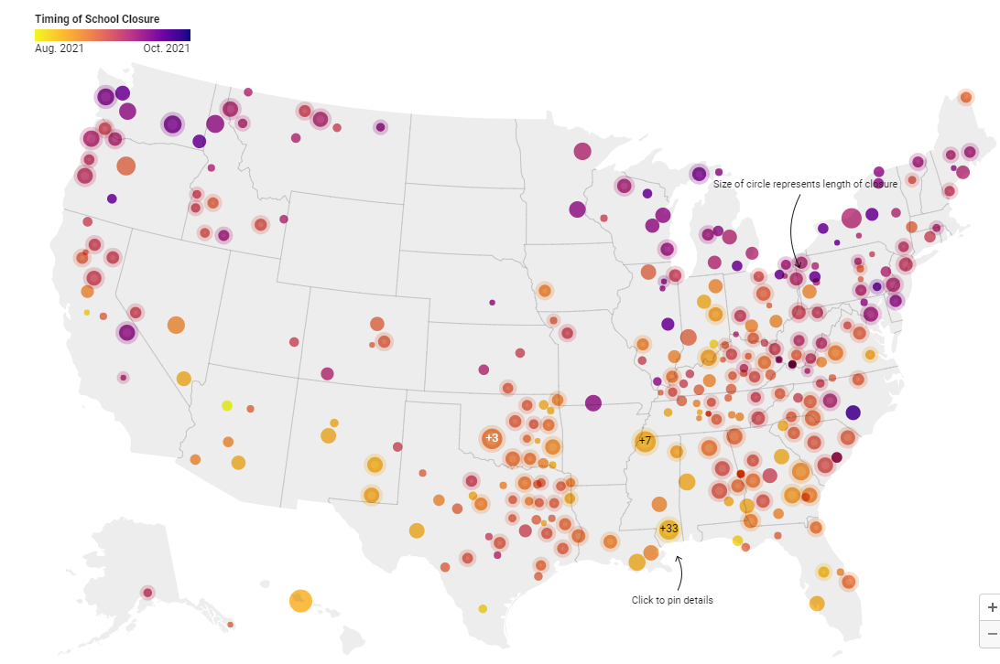 Timing of School Closure
Aug. 2021 Oct. 2021
Size of circle represents length of closure
+3
+7
+33
Click to pin details
+
−